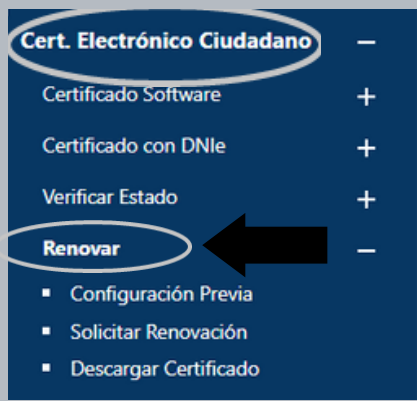 Cert. Electrónico Ciudadano −
Certificado Software +
Certificado con DNIe +
Verificar Estado +
Renovar −
▪ Configuración Previa
▪ Solicitar Renovación
▪ Descargar Certificado